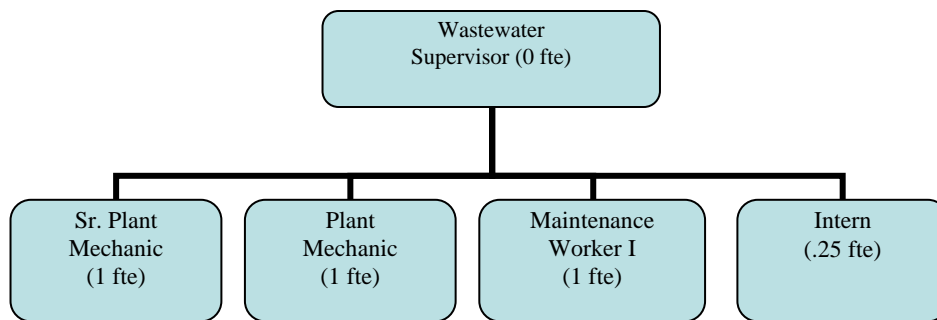 Wastewater
Supervisor (0 fte)
Sr. Plant
Mechanic
(1 fte)
Plant
Mechanic
(1 fte)
Maintenance
Worker I
(1 fte)
Intern
(.25 fte)